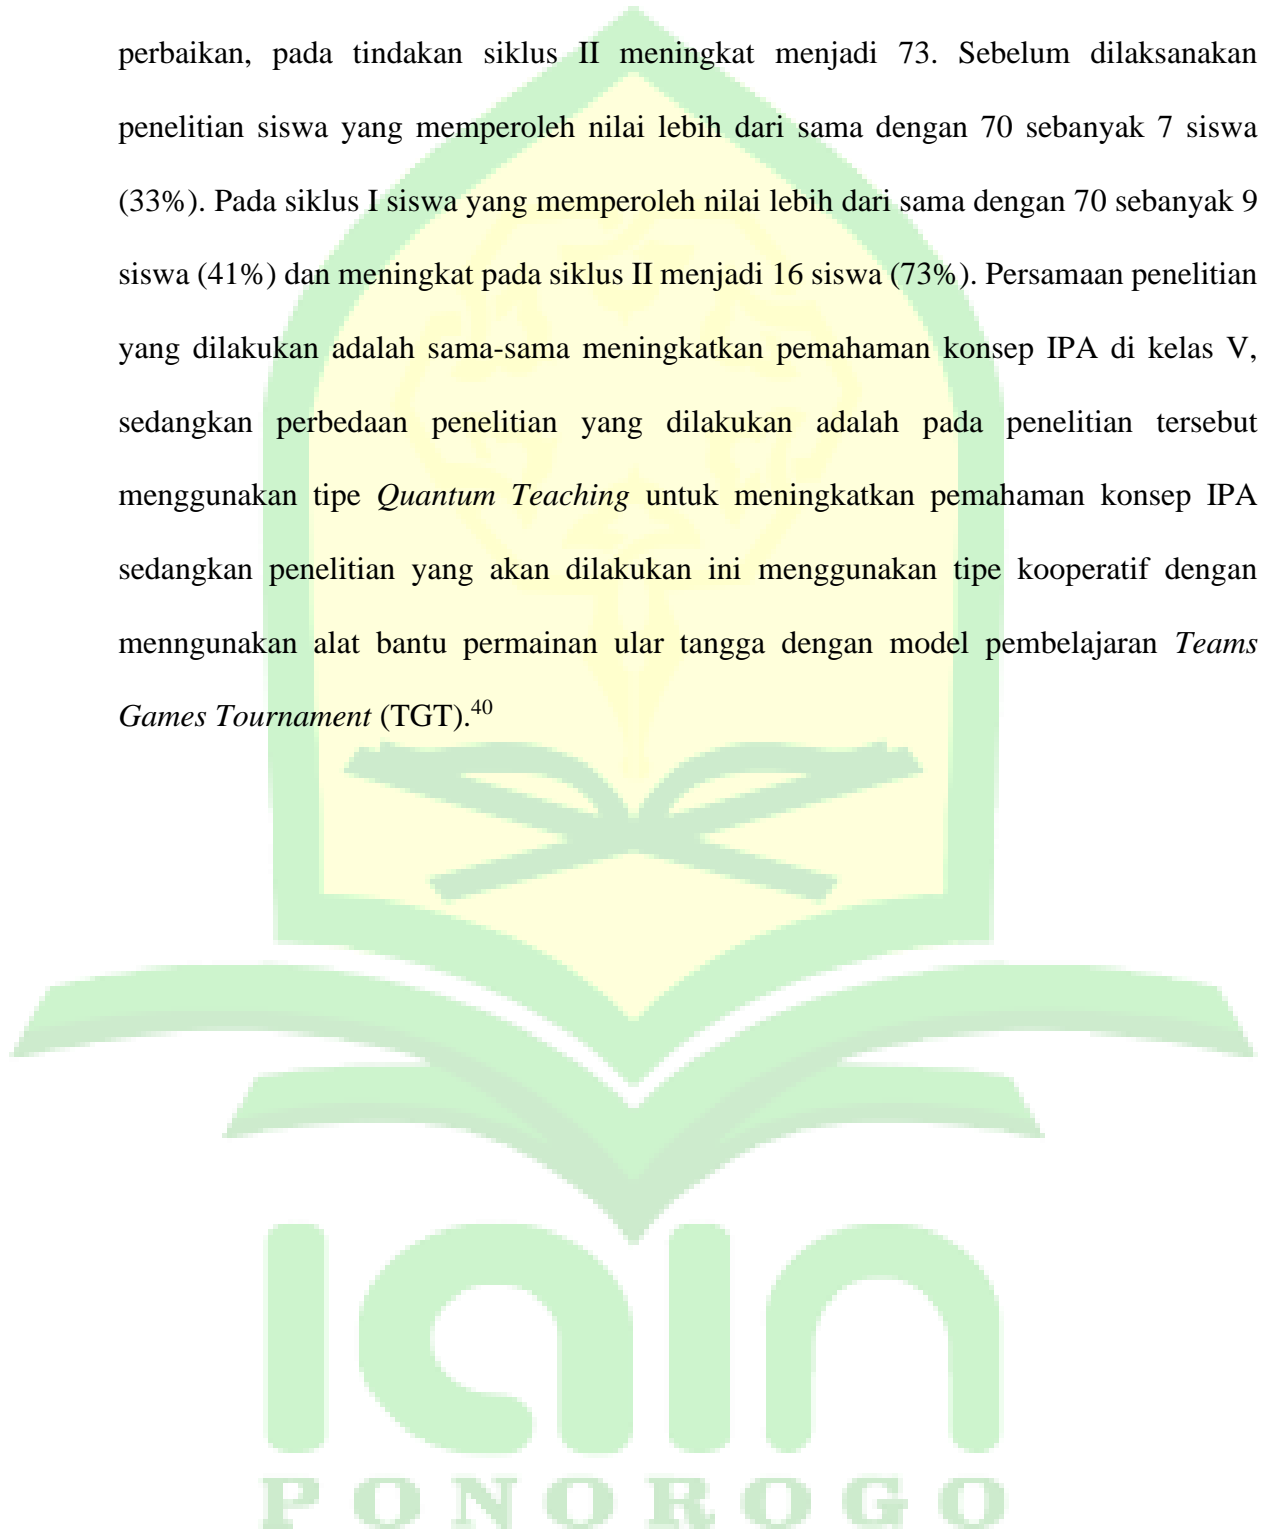 perbaikan, pada tindakan siklus II meningkat menjadi 73. Sebelum dilaksanakan
penelitian siswa yang memperoleh nilai lebih dari sama dengan 70 sebanyak 7 siswa
(33%). Pada siklus I siswa yang memperoleh nilai lebih dari sama dengan 70 sebanyak 9
siswa (41%) dan meningkat pada siklus II menjadi 16 siswa (73%). Persamaan penelitian
yang dilakukan adalah sama-sama meningkatkan pemahaman konsep IPA di kelas V,
sedangkan perbedaan penelitian yang dilakukan adalah pada penelitian tersebut
menggunakan tipe Quantum Teaching untuk meningkatkan pemahaman konsep IPA
sedangkan penelitian yang akan dilakukan ini menggunakan tipe kooperatif dengan
menngunakan alat bantu permainan ular tangga dengan model pembelajaran Teams
Games Tournament (TGT).40
iain
PONOROGO